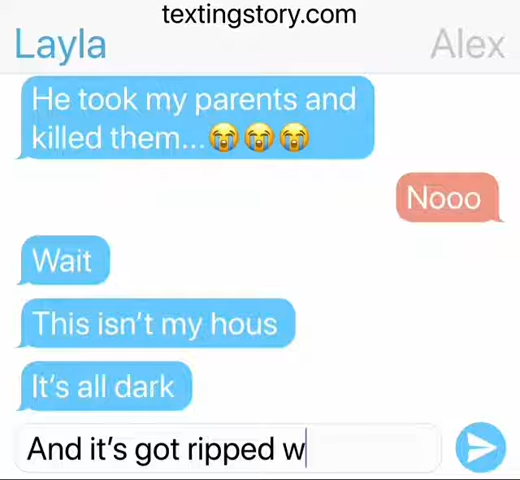 textingstory.com
Layla
Alex
He took my parents and
killed them...😭😭😭
Nooo
Wait
This isn't my hous
It's all dark
And it's got ripped w